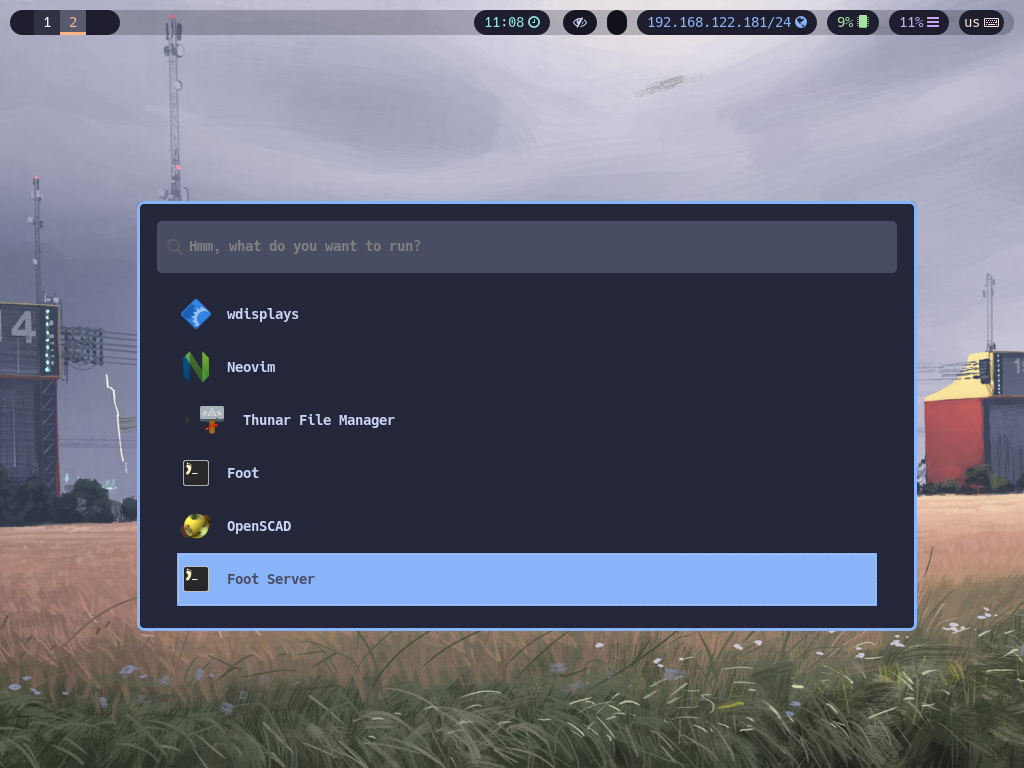 1 2 11:08 192.168.122.181/24 9% 11% us
Hmm, what do you want to run?
wdisplays
Neovim
14
Thunar File Manager
Foot
OpenSCAD
Foot Server